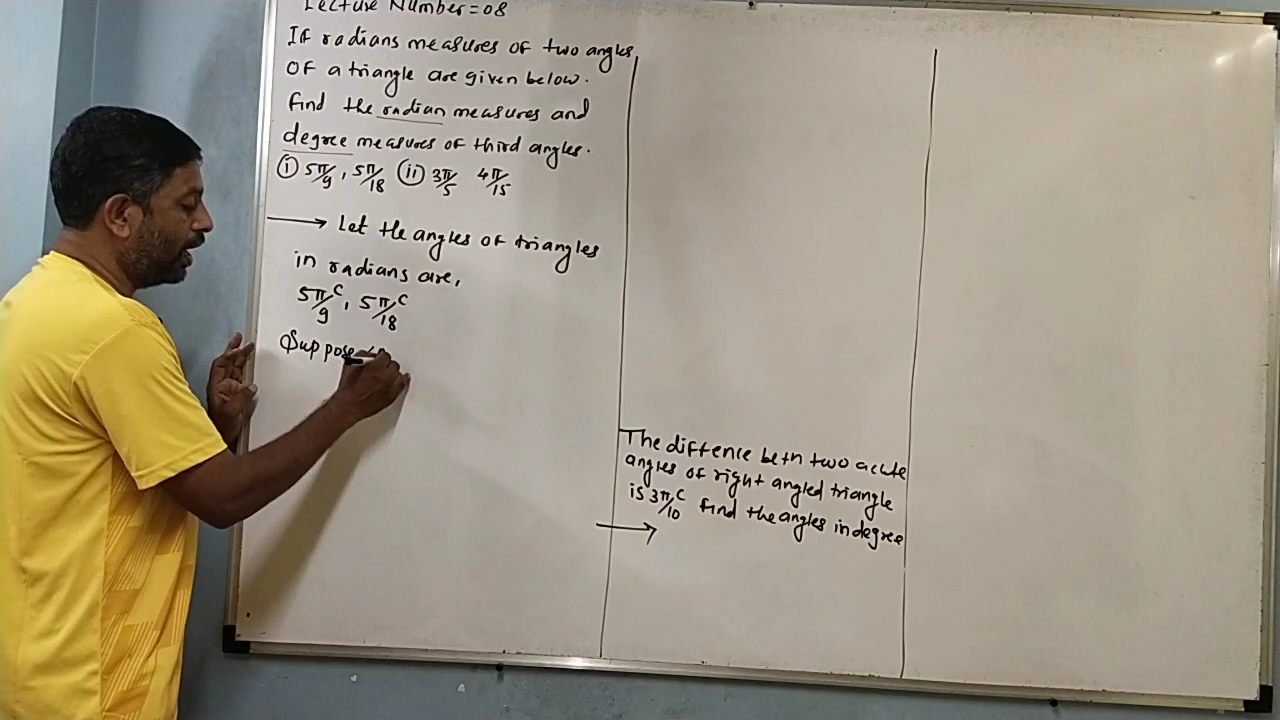 Lecture Number=08
If radians measures of two angles
of a triangle are given below.
find the radian measures and
degree measures of third angles.
(i) 5π/9, 5π/18 (ii) 3π/5 4π/15
→ Let the angles of triangles
in radians are,
5π/9ᶜ, 5π/18ᶜ
Suppose
The diffence betn two acute
angles of right angled triangle
is 3π/10ᶜ find the angles in degree
→